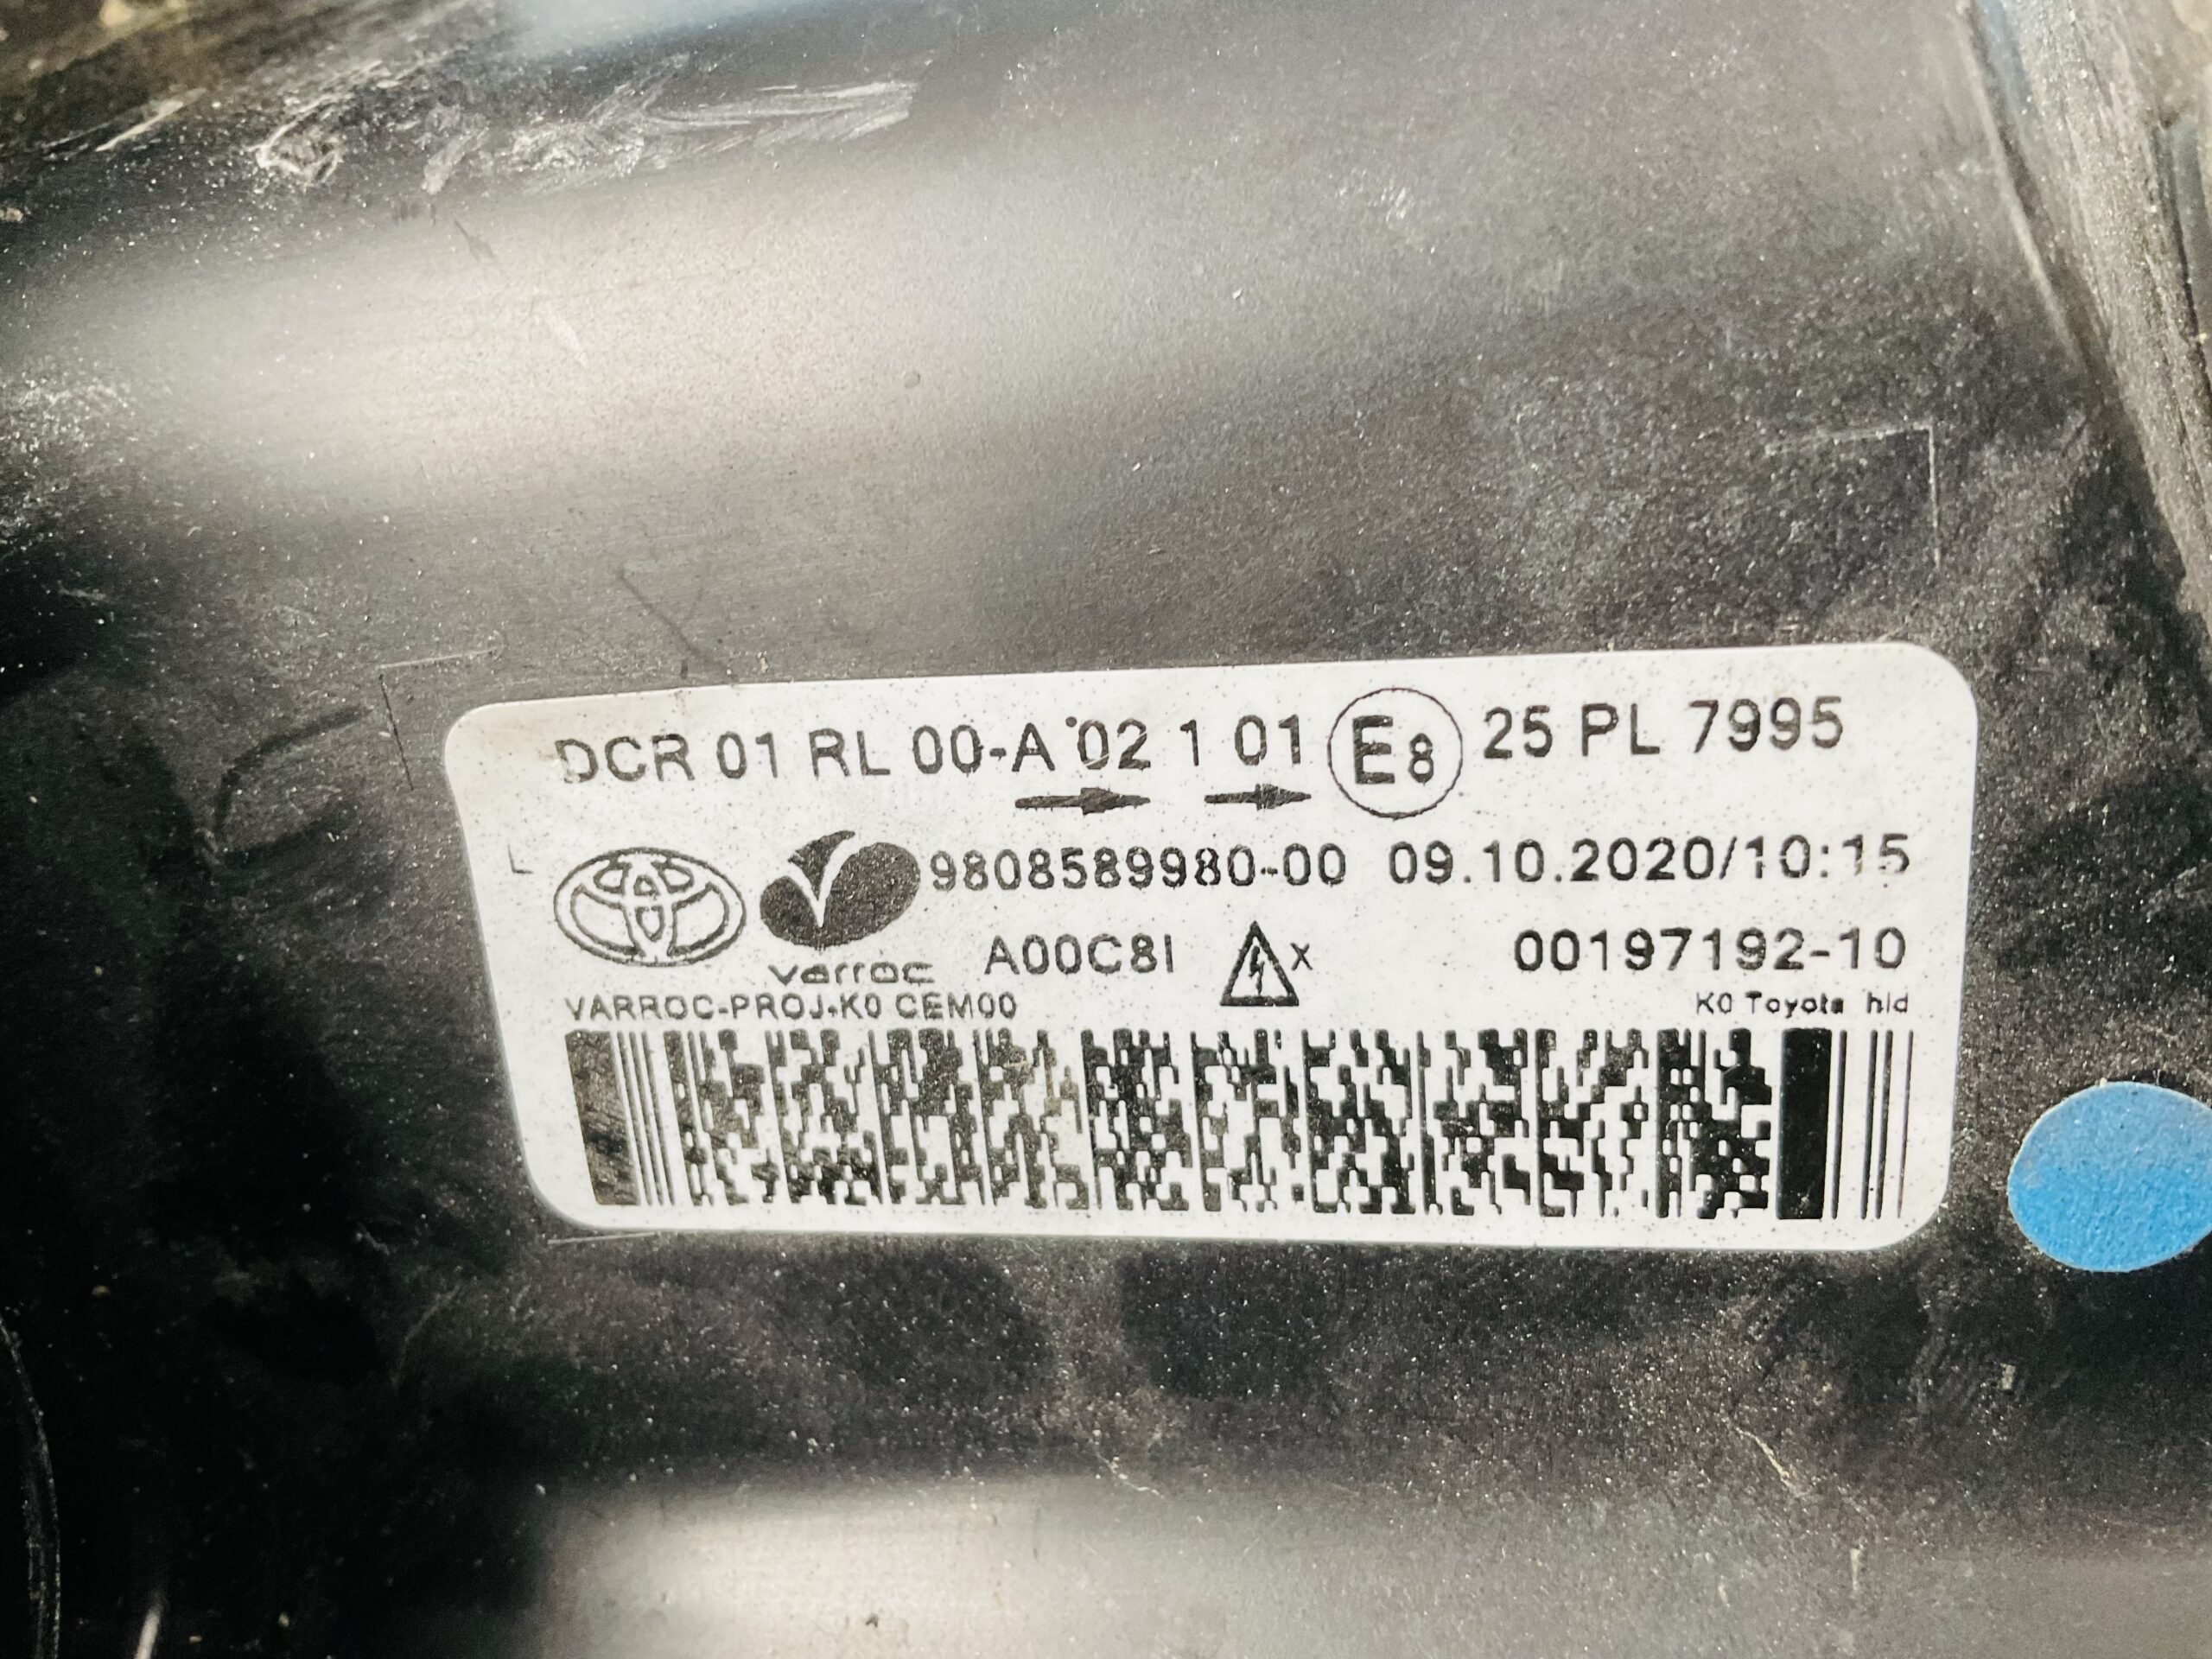 DCR 01 RL 00-A 02 1 01 E8 25 PL 7995
9808589980-00 09.10.2020/10:15
varroc A00C8I X 00197192-10
VARROC-PROJ-K0 CEM00 K0 Toyota hld